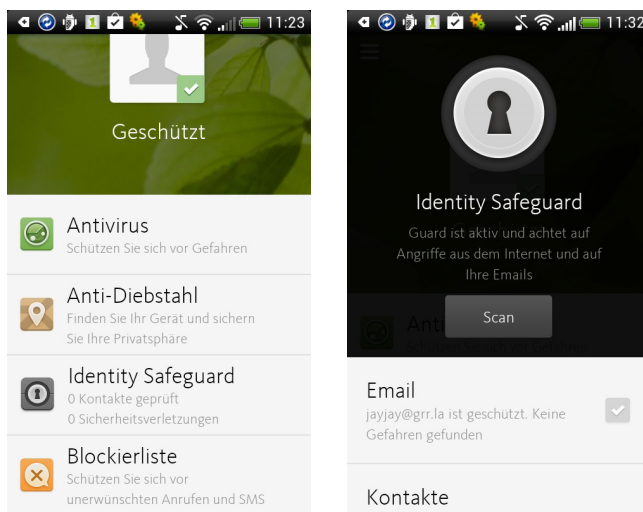 11:23
Geschützt
Antivirus
Schützen Sie sich vor Gefahren
Anti-Diebstahl
Finden Sie Ihr Gerät und sichern
Sie Ihre Privatsphäre
Identity Safeguard
0 Kontakte geprüft
0 Sicherheitsverletzungen
Blockierliste
Schützen Sie sich vor
unerwünschten Anrufen und SMS
11:32
Identity Safeguard
Guard ist aktiv und achtet auf
Angriffe aus dem Internet und auf
Ihre Emails
Scan
Email
jayjay@grr.la ist geschützt. Keine
Gefahren gefunden
Kontakte